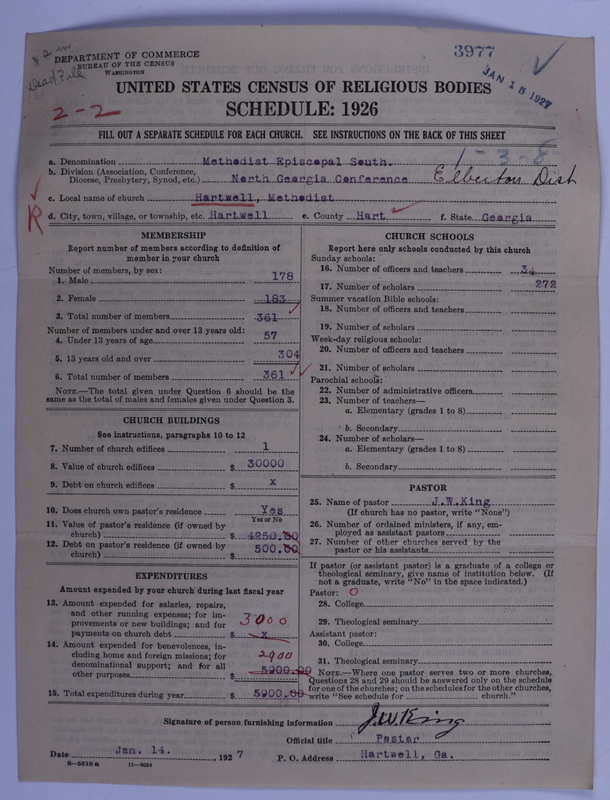 3977
DEPARTMENT OF COMMERCE
BUREAU OF THE CENSUS
WASHINGTON
Dead File
JAN 15 1927
2-2
UNITED STATES CENSUS OF RELIGIOUS BODIES
SCHEDULE: 1926
FILL OUT A SEPARATE SCHEDULE FOR EACH CHURCH. SEE INSTRUCTIONS ON THE BACK OF THIS SHEET
1-3-8
a. Denomination Methodist Episcopal South.
b. Division (Association, Conference, Diocese, Presbytery, Synod, etc.) North Georgia Conference Elberton Dist
c. Local name of church Hartwell, Methodist
R
d. City, town, village, or township, etc. Hartwell e. County Hart f. State Georgia
MEMBERSHIP
Report number of members according to definition of
member in your church
Number of members, by sex:
1. Male 178
2. Female 183
3. Total number of members 361
Number of members under and over 13 years old:
4. Under 13 years of age 57
5. 13 years old and over 304
6. Total number of members 361
NOTE.—The total given under Question 6 should be the
same as the total of males and females given under Question 3.
CHURCH BUILDINGS
See instructions, paragraphs 10 to 12
7. Number of church edifices 1
8. Value of church edifices $ 30000
9. Debt on church edifices $ x
10. Does church own pastor's residence Yes
Yes or No
11. Value of pastor's residence (if owned by
church) $ 4250.00
12. Debt on pastor's residence (if owned by
church) $ 500.00
EXPENDITURES
Amount expended by your church during last fiscal year
13. Amount expended for salaries, repairs,
and other running expenses; for im-
provements or new buildings; and for
payments on church debt $ x 3000
14. Amount expended for benevolences, in-
cluding home and foreign missions; for
denominational support; and for all
other purposes $ 5900.00 2900
15. Total expenditures during year $ 5900.00
CHURCH SCHOOLS
Report here only schools conducted by this church
Sunday schools:
16. Number of officers and teachers 34
17. Number of scholars 272
Summer vacation Bible schools:
18. Number of officers and teachers
19. Number of scholars
Week-day religious schools:
20. Number of officers and teachers
21. Number of scholars
Parochial schools:
22. Number of administrative officers
23. Number of teachers—
a. Elementary (grades 1 to 8)
b. Secondary
24. Number of scholars—
a. Elementary (grades 1 to 8)
b. Secondary
PASTOR
25. Name of pastor J.W.King
(If church has no pastor, write "None")
26. Number of ordained ministers, if any, em-
ployed as assistant pastors
27. Number of other churches served by the
pastor or his assistants
If pastor (or assistant pastor) is a graduate of a college or
theological seminary, give name of institution below. (If
not a graduate, write "No" in the space indicated.)
Pastor: 0
28. College
29. Theological seminary
Assistant pastor:
30. College
31. Theological seminary
NOTE.—Where one pastor serves two or more churches,
Questions 28 and 29 should be answered only on the schedule
for one of the churches; on the schedules for the other churches,
write "See schedule for church."
Signature of person furnishing information J.W. King
Official title Pastor
Date Jan. 14. , 1927 P. O. Address Hartwell, Ga.
8-5518a 11-9054